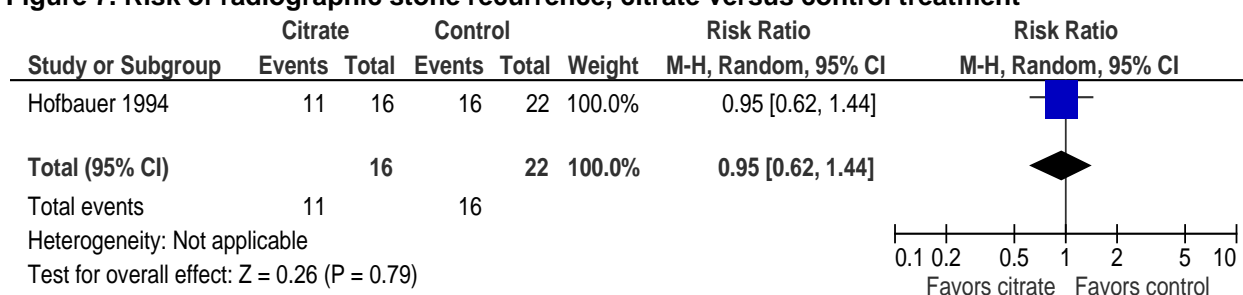 Figure 7. Risk of radiographic stone recurrence, citrate versus control treatment
Citrate Control Risk Ratio Risk Ratio
Study or Subgroup Events Total Events Total Weight M-H, Random, 95% CI M-H, Random, 95% CI
Hofbauer 1994 11 16 16 22 100.0% 0.95 [0.62, 1.44]
Total (95% CI) 16 22 100.0% 0.95 [0.62, 1.44]
Total events 11 16
Heterogeneity: Not applicable
Test for overall effect: Z = 0.26 (P = 0.79)
0.1 0.2 0.5 1 2 5 10
Favors citrate Favors control